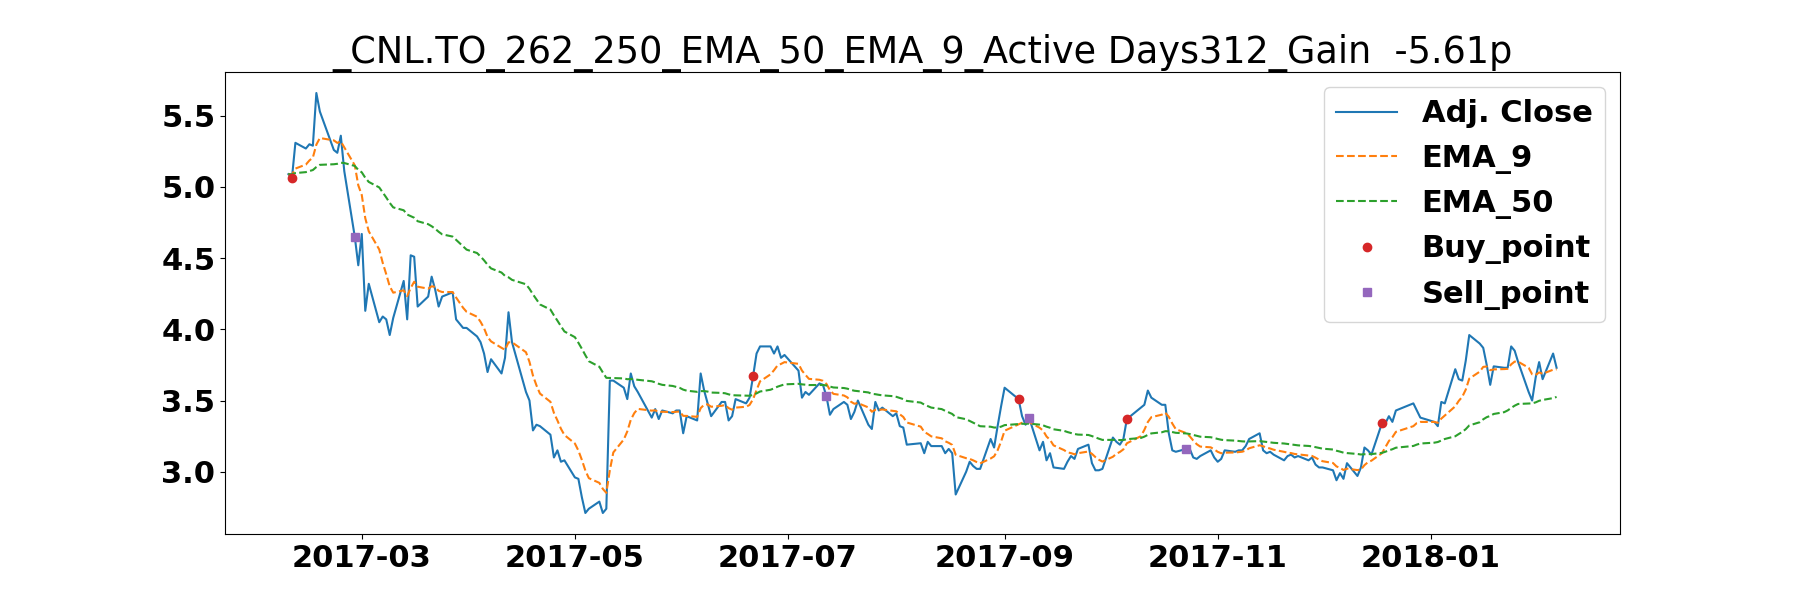 _CNL.TO_262_250_EMA_50_EMA_9_Active Days312_Gain  -5.61p
Adj. Close
EMA_9
EMA_50
Buy_point
Sell_point
5.5
5.0
4.5
4.0
3.5
3.0
2017-03 2017-05 2017-07 2017-09 2017-11 2018-01